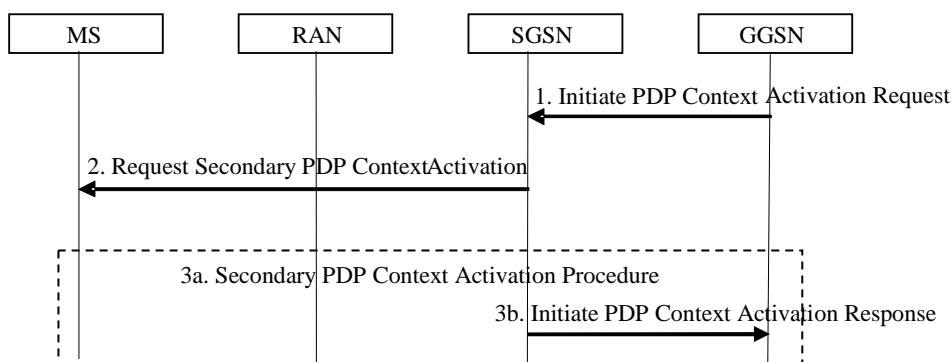 MS RAN SGSN GGSN
1. Initiate PDP Context Activation Request
2. Request Secondary PDP ContextActivation
3a. Secondary PDP Context Activation Procedure
3b. Initiate PDP Context Activation Response